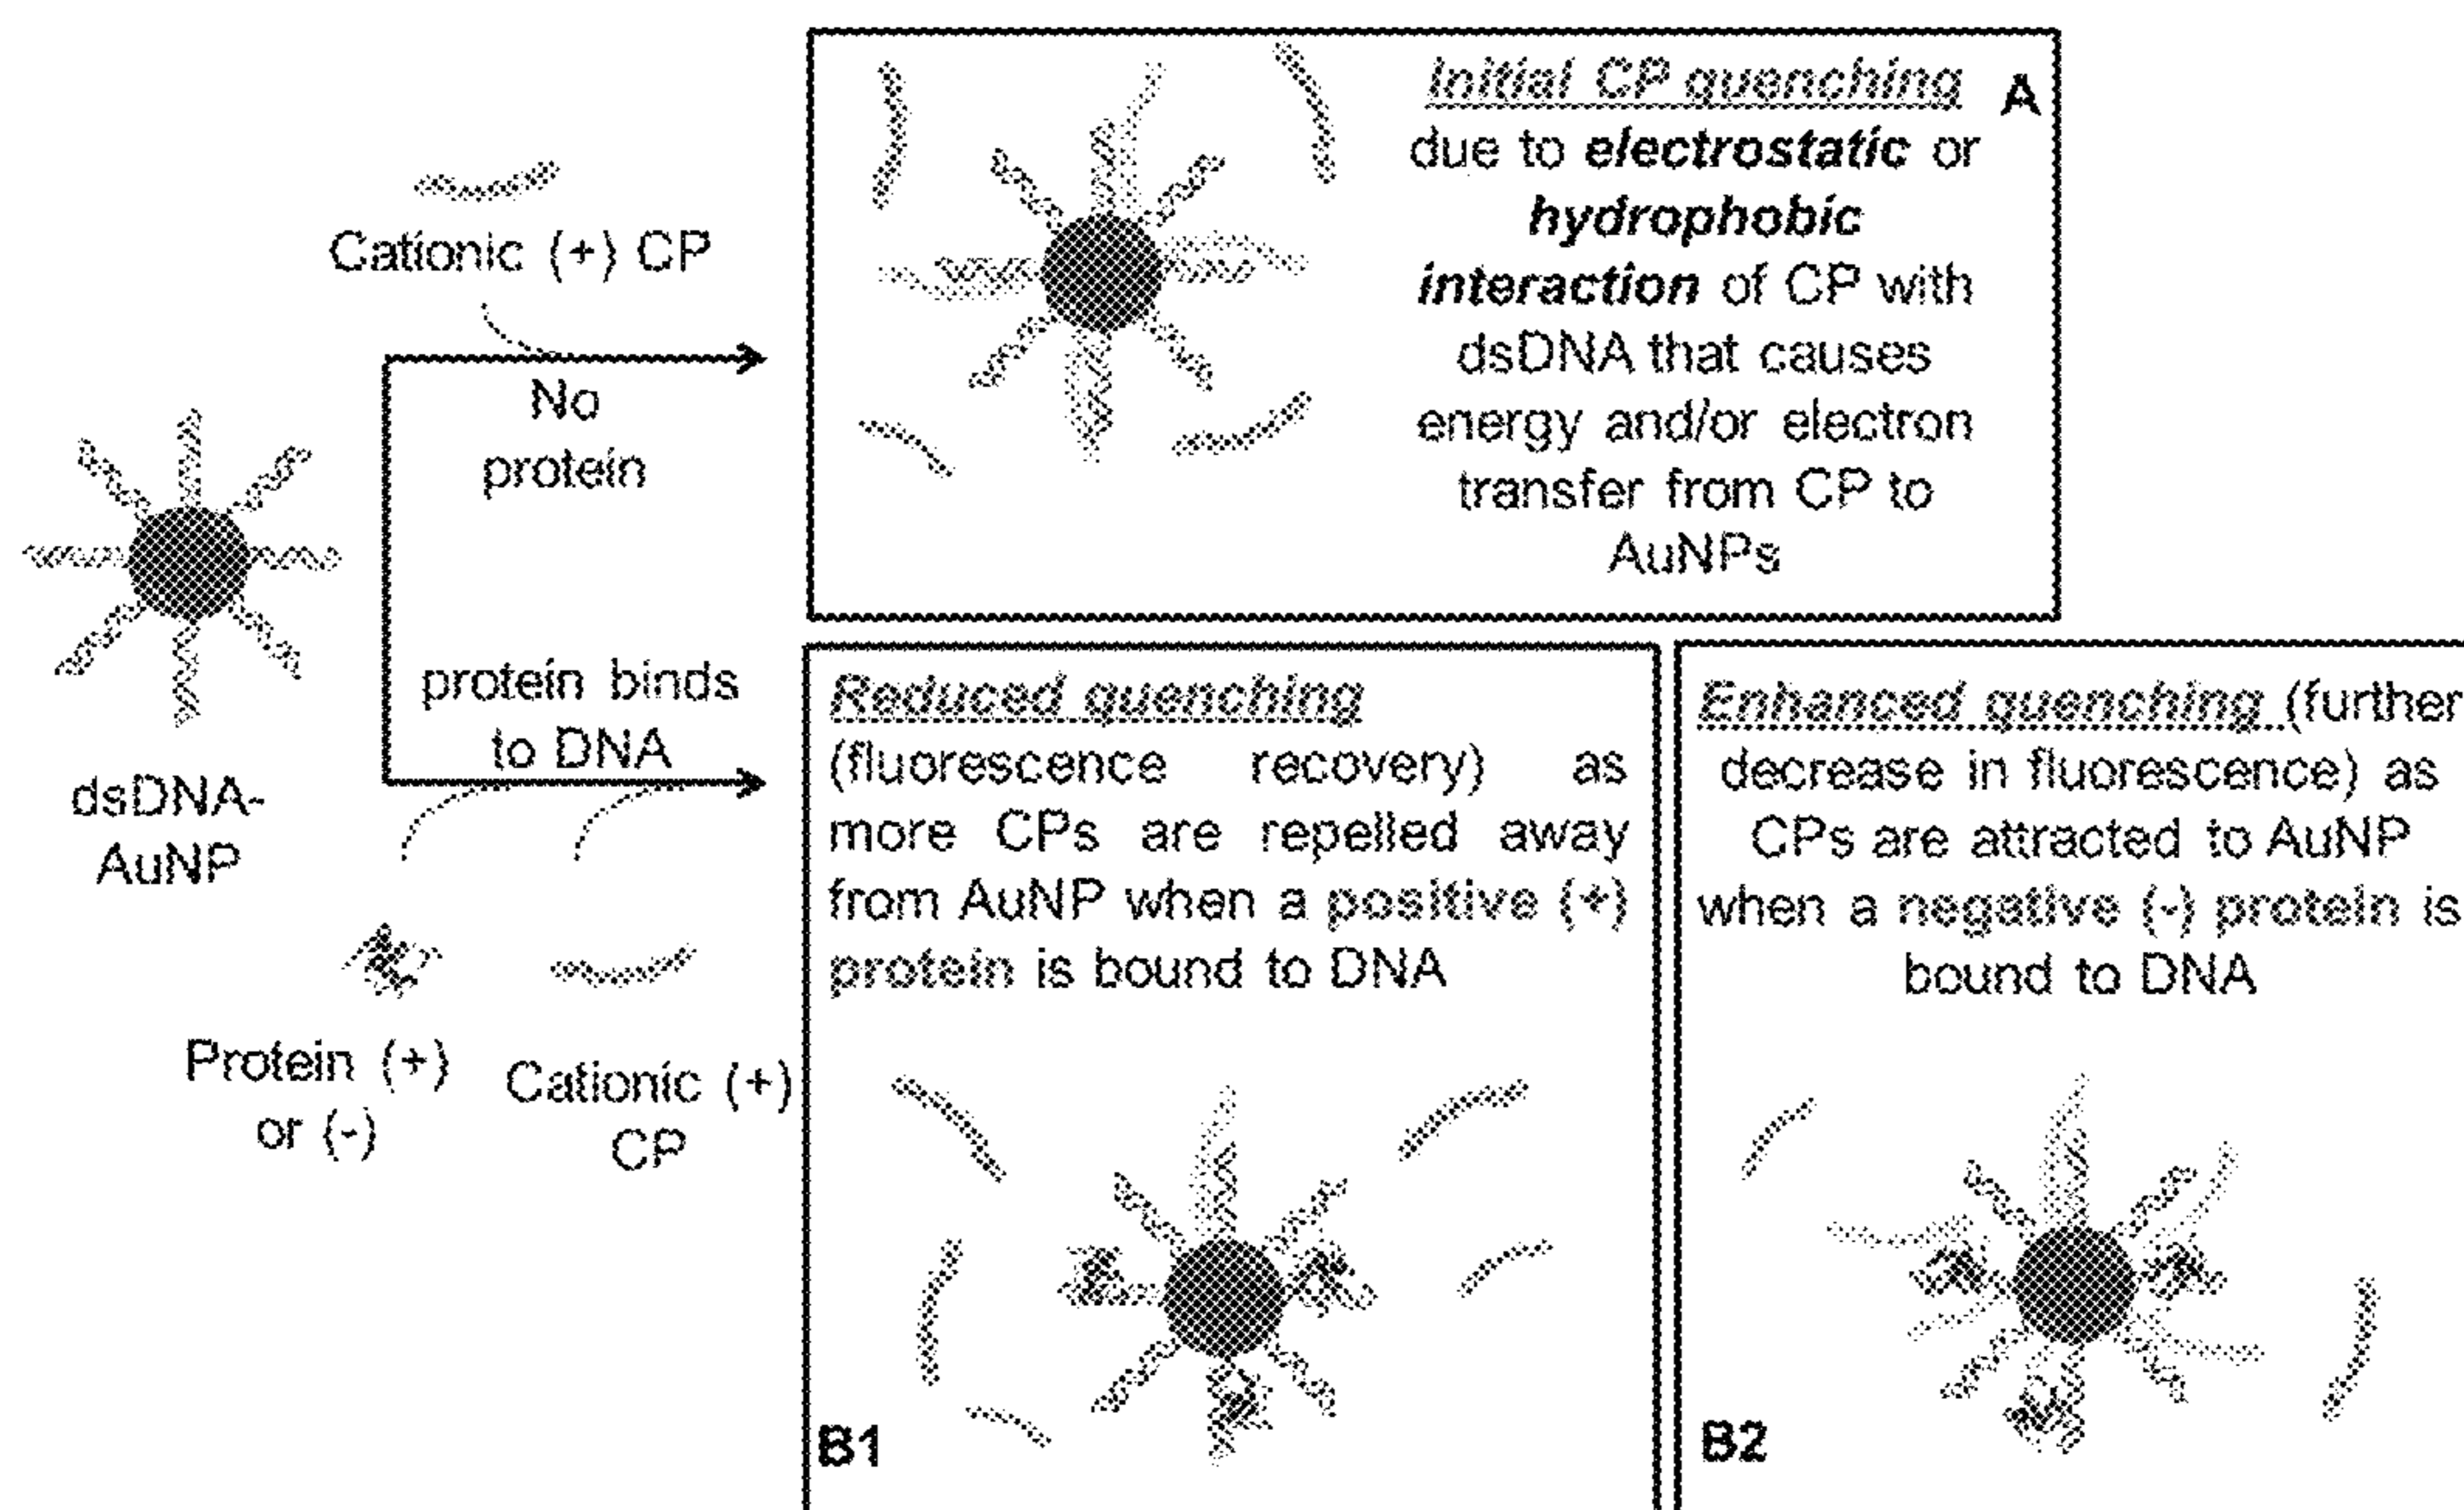 Cationic (+) CP
No
protein
dsDNA-
AuNP
protein binds
to DNA
Protein (+)
or (-)
Cationic (+)
CP
Initial CP quenching
A
due to electrostatic or
hydrophobic
interaction of CP with
dsDNA that causes
energy and/or electron
transfer from CP to
AuNPs
Reduced quenching
(fluorescence recovery) as
more CPs are repelled away
from AuNP when a positive (+)
protein is bound to DNA
B1
Enhanced quenching (further
decrease in fluorescence) as
CPs are attracted to AuNP
when a negative (-) protein is
bound to DNA
B2